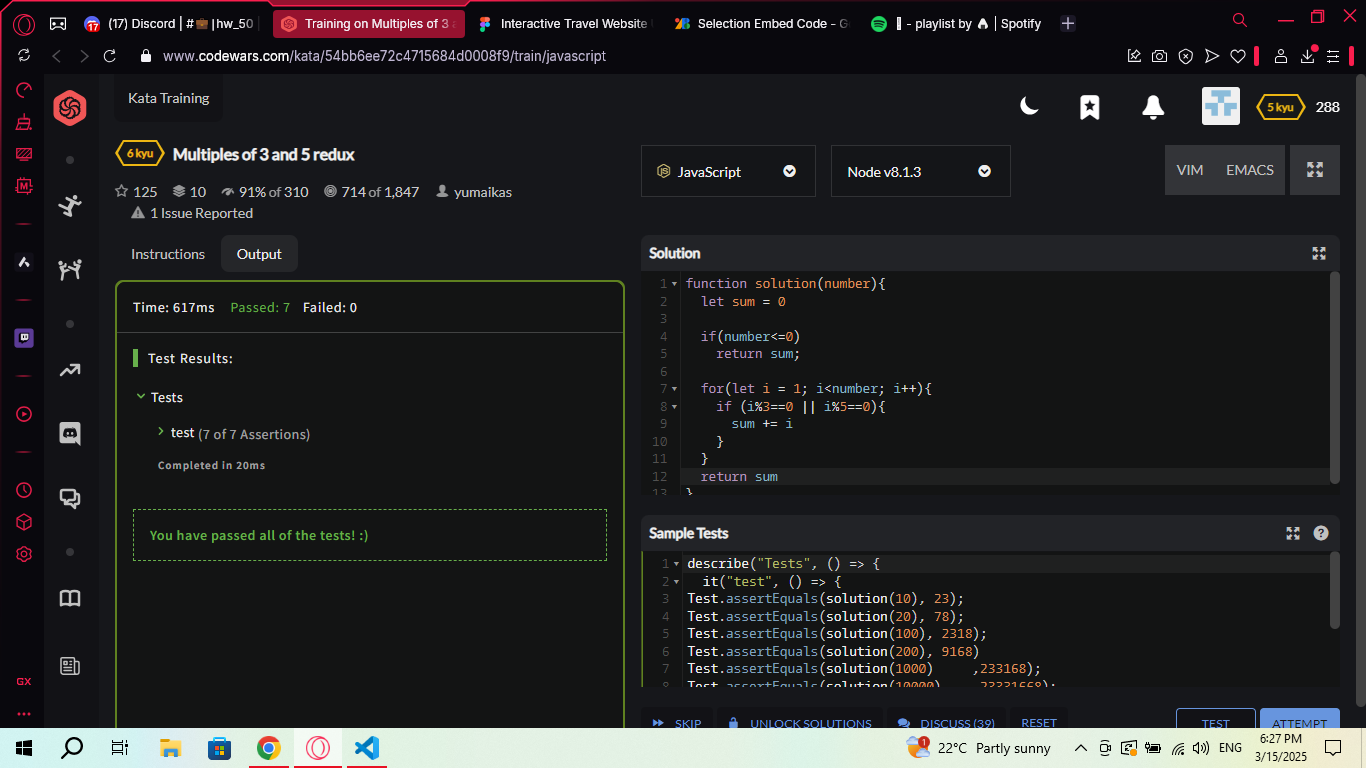 (17) Discord | #💼|hw_50
Training on Multiples of 3 a
Interactive Travel Website
Selection Embed Code - G
- playlist by | Spotify
www.codewars.com/kata/54bb6ee72c4715684d0008f9/train/javascript
Kata Training
5 kyu 288
6 kyu Multiples of 3 and 5 redux
125 10 91% of 310 714 of 1,847 yumaikas
1 Issue Reported
JavaScript
Node v8.1.3
VIM EMACS
Instructions Output
Time: 617ms Passed: 7 Failed: 0
Test Results:
Tests
test (7 of 7 Assertions)
Completed in 20ms
You have passed all of the tests! :)
Solution
1 function solution(number){
2 let sum = 0
3
4 if(number<=0)
5 return sum;
6
7 for(let i = 1; i<number; i++){
8 if (i%3==0 || i%5==0){
9 sum += i
10 }
11 }
12 return sum
13 }
Sample Tests
1 describe("Tests", () => {
2 it("test", () => {
3 Test.assertEquals(solution(10), 23);
4 Test.assertEquals(solution(20), 78);
5 Test.assertEquals(solution(100), 2318);
6 Test.assertEquals(solution(200), 9168)
7 Test.assertEquals(solution(1000) ,233168);
8 Test.assertEquals(solution(10000) ,23331668);
SKIP UNLOCK SOLUTIONS DISCUSS (39) RESET TEST ATTEMPT
GX
22°C Partly sunny
ENG
6:27 PM
3/15/2025